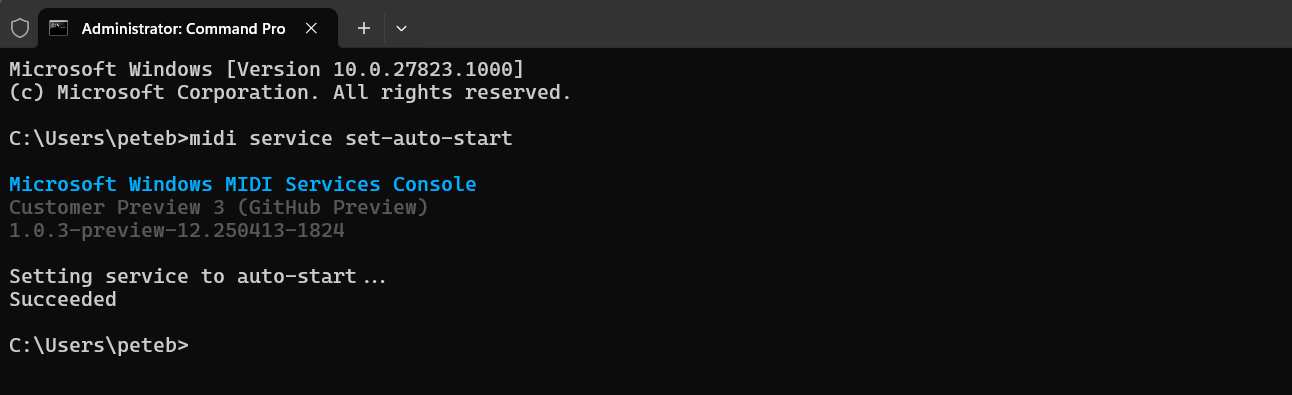 Administrator: Command Pro
Microsoft Windows [Version 10.0.27823.1000]
(c) Microsoft Corporation. All rights reserved.
C:\Users\peteb>midi service set-auto-start
Microsoft Windows MIDI Services Console
Customer Preview 3 (GitHub Preview)
1.0.3-preview-12.250413-1824
Setting service to auto-start...
Succeeded
C:\Users\peteb>